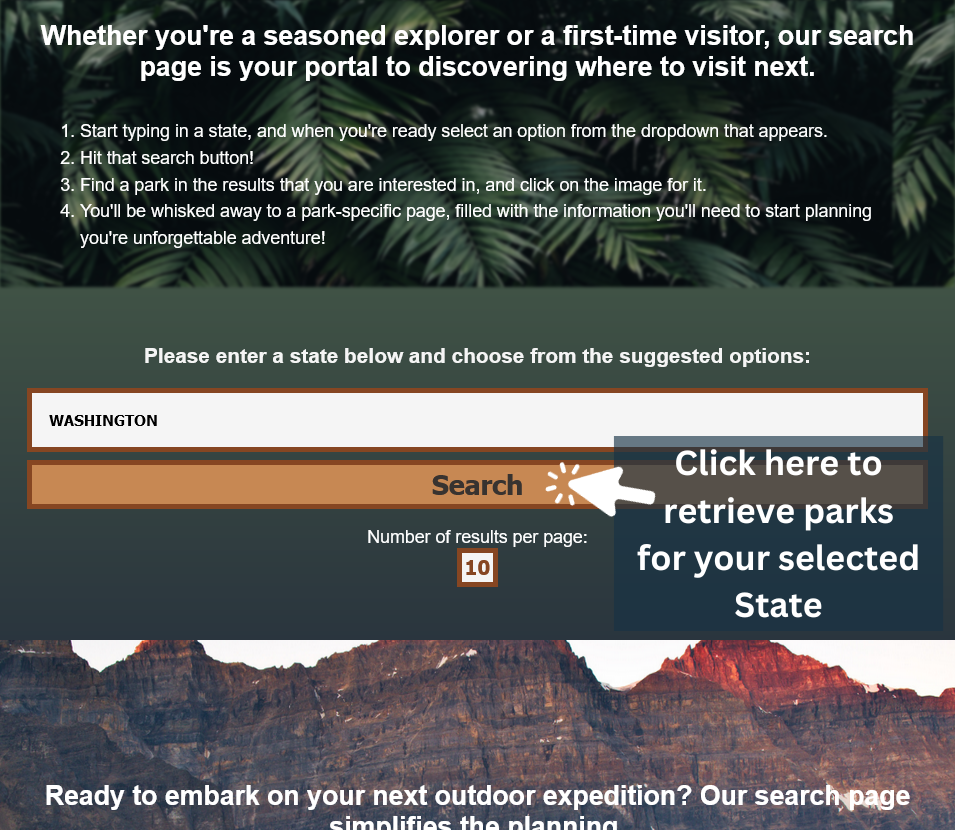 Whether you're a seasoned explorer or a first-time visitor, our search
page is your portal to discovering where to visit next.
1. Start typing in a state, and when you're ready select an option from the dropdown that appears.
2. Hit that search button!
3. Find a park in the results that you are interested in, and click on the image for it.
4. You'll be whisked away to a park-specific page, filled with the information you'll need to start planning
you're unforgettable adventure!
Please enter a state below and choose from the suggested options:
WASHINGTON
Search
Click here to
retrieve parks
for your selected
State
Number of results per page:
10
Ready to embark on your next outdoor expedition? Our search page
simplifies the planning